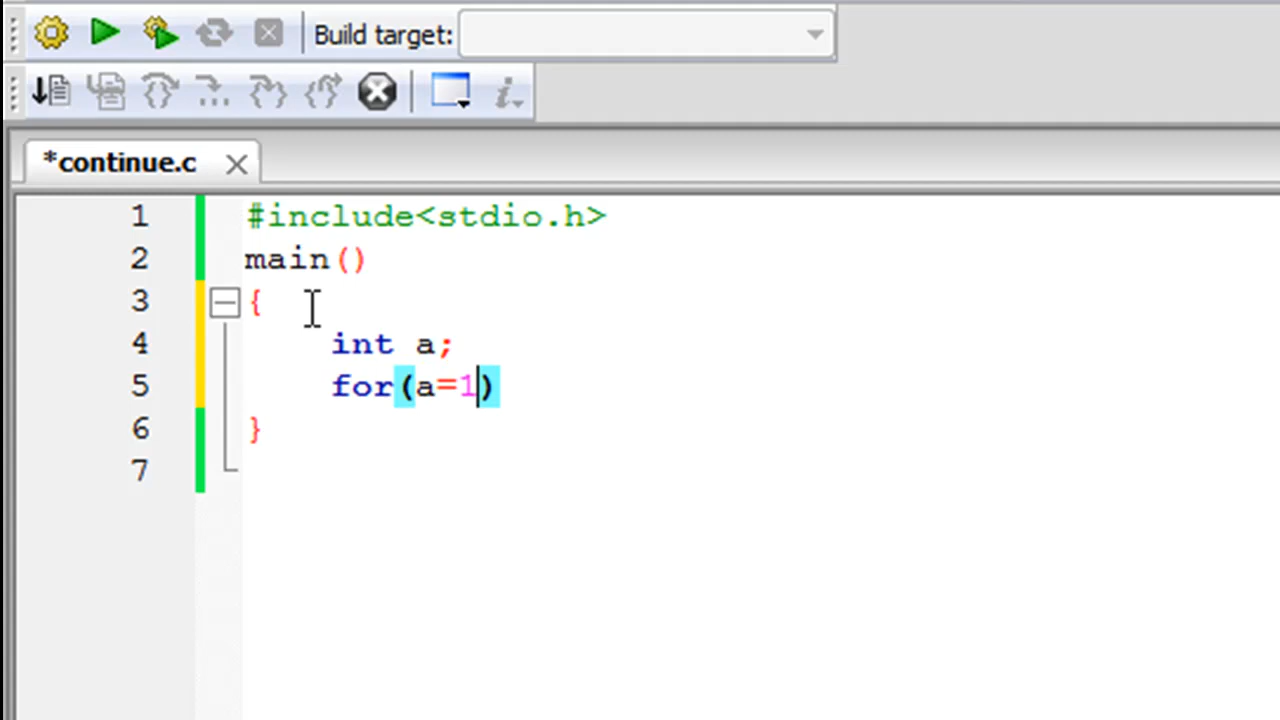 Build target:
*continue.c
1 #include<stdio.h>
2 main()
3 {
4 int a;
5 for(a=1)
6 }
7